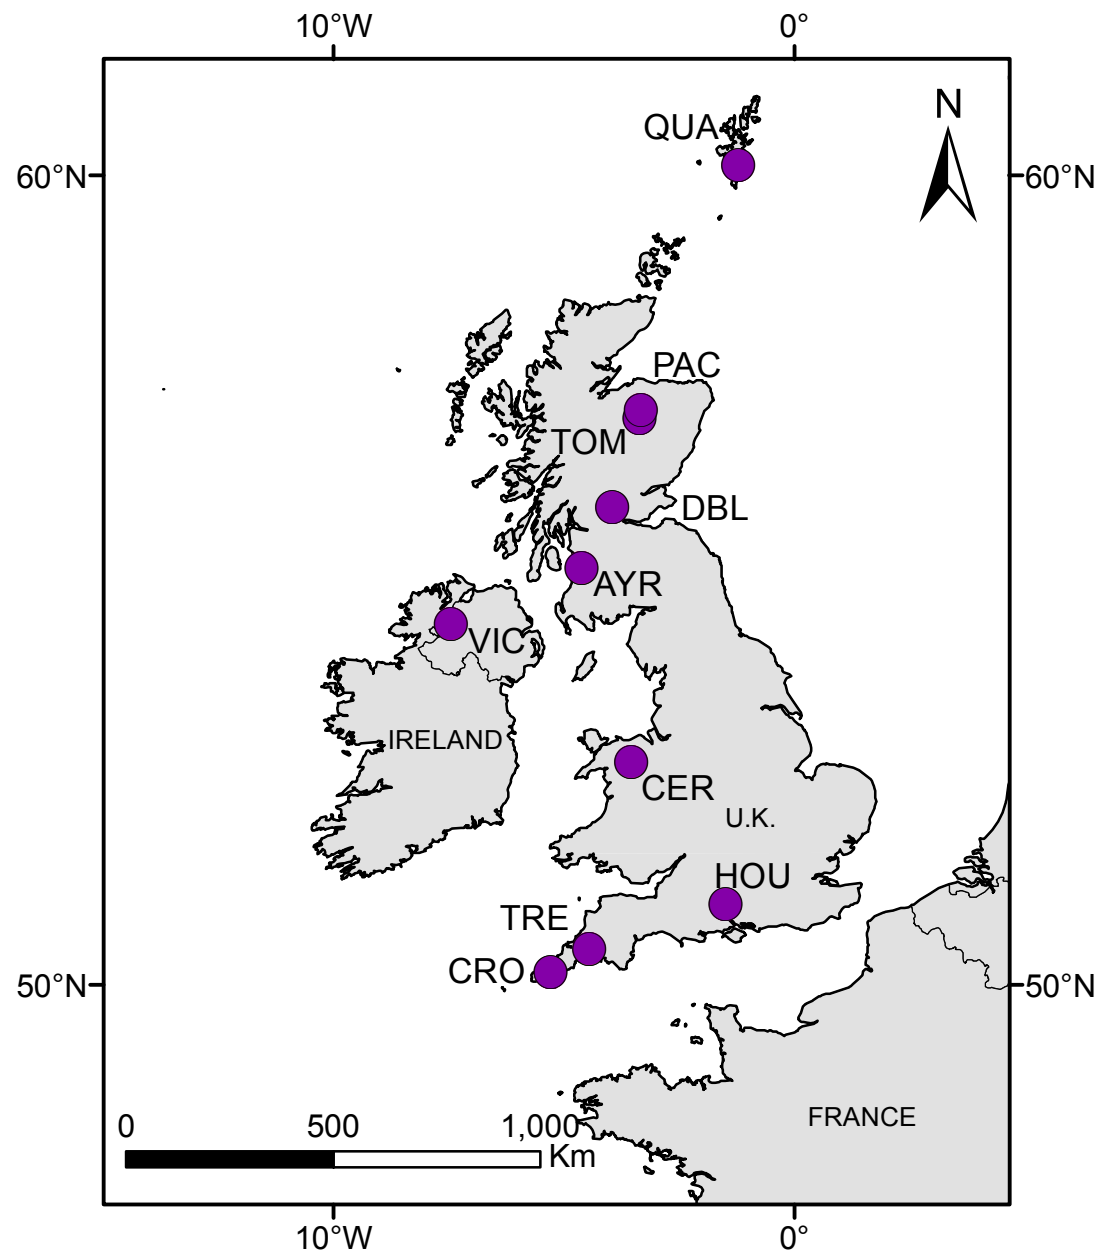 10°W 0°
N
QUA
60°N 60°N
PAC
TOM
DBL
AYR
VIC
IRELAND
CER
U.K.
HOU
TRE
CRO
50°N 50°N
FRANCE
0 500 1,000
Km
10°W 0°